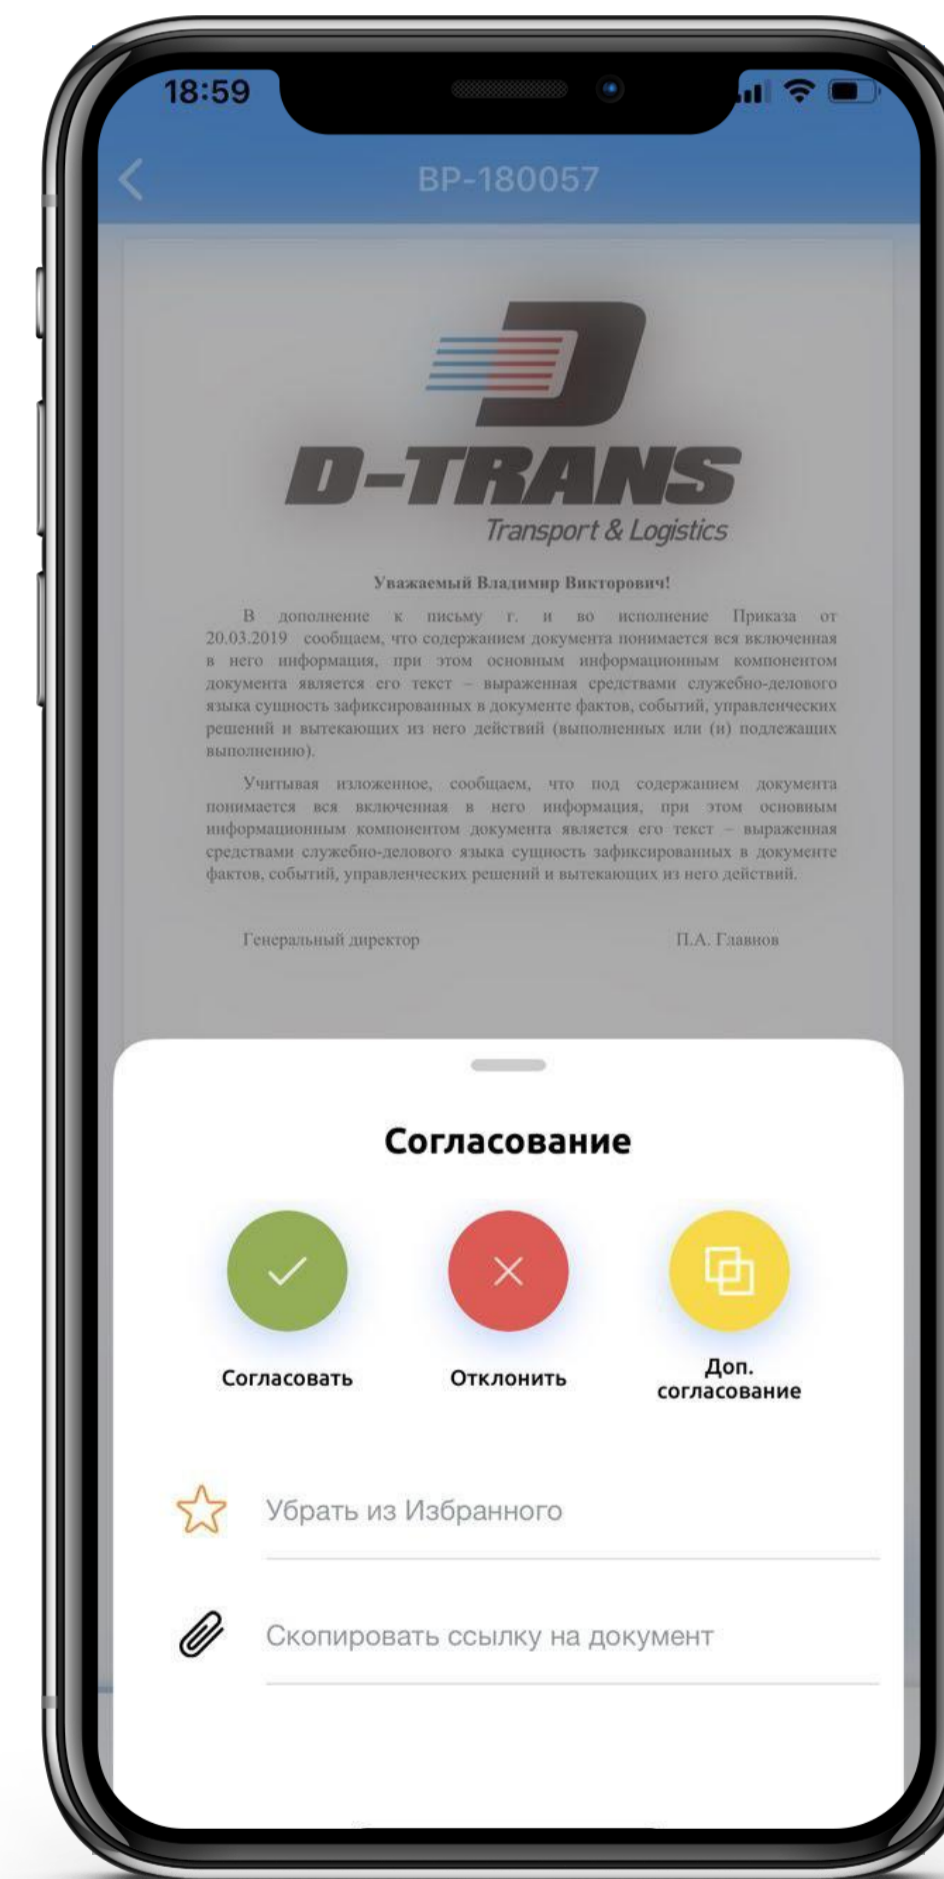 18:59
BP-180057
D-TRANS
Transport & Logistics
Уважаемый Владимир Викторович!
В дополнение к письму г. и во исполнение Приказа от
20.03.2019 сообщаем, что содержанием документа понимается вся включенная
в него информация, при этом основным информационным компонентом
документа является его текст – выраженная средствами служебно-делового
языка сущность зафиксированных в документе фактов, событий, управленческих
решений и вытекающих из него действий (выполненных или (и) подлежащих
выполнению).
Учитывая изложенное, сообщаем, что под содержанием документа
понимается вся включенная в него информация, при этом основным
информационным компонентом документа является его текст – выраженная
средствами служебно-делового языка сущность зафиксированных в документе
фактов, событий, управленческих решений и вытекающих из него действий.
Генеральный директор П.А. Главнов
Согласование
Согласовать
Отклонить
Доп.
согласование
Убрать из Избранного
Скопировать ссылку на документ